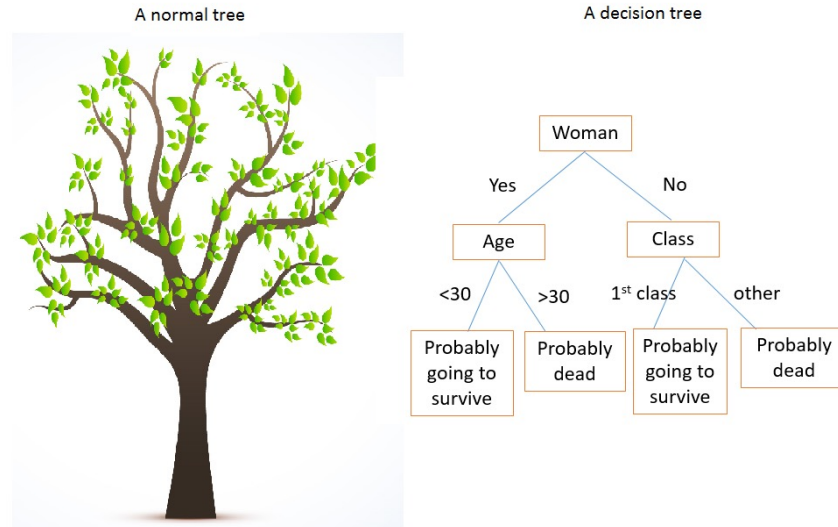 A normal tree
A decision tree
Woman
Yes
No
Age
Class
<30
>30
1st class
other
Probably
going to
survive
Probably
dead
Probably
going to
survive
Probably
dead